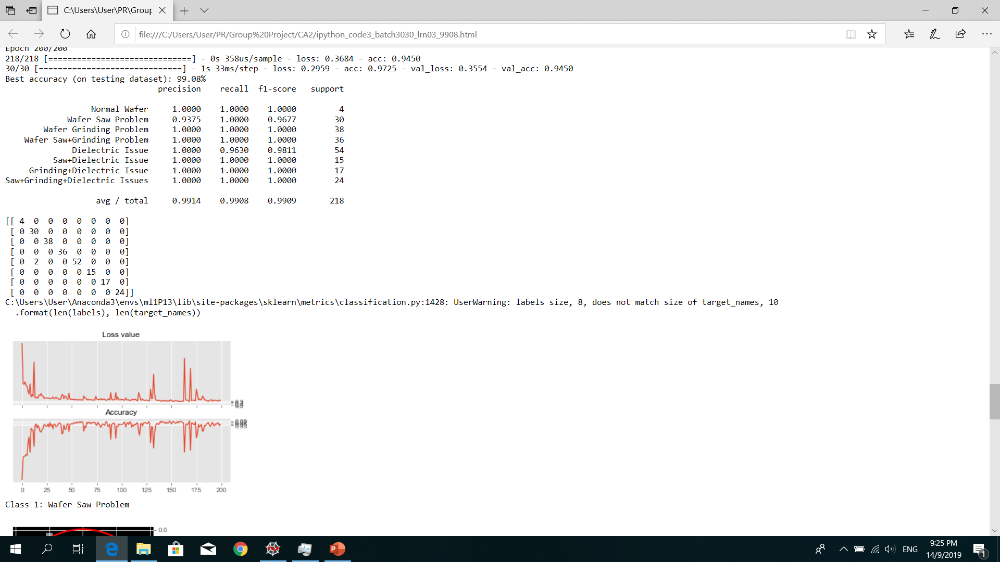 C:\Users\User\PR\Group
file:///C:/Users/User/PR/Group%20Project/CA2/ipython_code3_batch3030_lrn03_9908.html
Epoch 200/200
218/218 [==============================] - 0s 358us/sample - loss: 0.3684 - acc: 0.9450
30/30 [==============================] - 1s 33ms/step - loss: 0.2959 - acc: 0.9725 - val_loss: 0.3554 - val_acc: 0.9450
Best accuracy (on testing dataset): 99.08%
precision recall f1-score support
Normal Wafer 1.0000 1.0000 1.0000 4
Wafer Saw Problem 0.9375 1.0000 0.9677 30
Wafer Grinding Problem 1.0000 1.0000 1.0000 38
Wafer Saw+Grinding Problem 1.0000 1.0000 1.0000 36
Dielectric Issue 1.0000 0.9630 0.9811 54
Saw+Dielectric Issue 1.0000 1.0000 1.0000 15
Grinding+Dielectric Issue 1.0000 1.0000 1.0000 17
Saw+Grinding+Dielectric Issues 1.0000 1.0000 1.0000 24
avg / total 0.9914 0.9908 0.9909 218
[[ 4 0 0 0 0 0 0 0]
[ 0 30 0 0 0 0 0 0]
[ 0 0 38 0 0 0 0 0]
[ 0 0 0 36 0 0 0 0]
[ 0 2 0 0 52 0 0 0]
[ 0 0 0 0 0 15 0 0]
[ 0 0 0 0 0 0 17 0]
[ 0 0 0 0 0 0 0 24]]
C:\Users\User\Anaconda3\envs\ml1P13\lib\site-packages\sklearn\metrics\classification.py:1428: UserWarning: labels size, 8, does not match size of target_names, 10
.format(len(labels), len(target_names))
Loss value
Accuracy
0 25 50 75 100 125 150 175 200
Class 1: Wafer Saw Problem
0.0
ENG
9:25 PM
14/9/2019
1